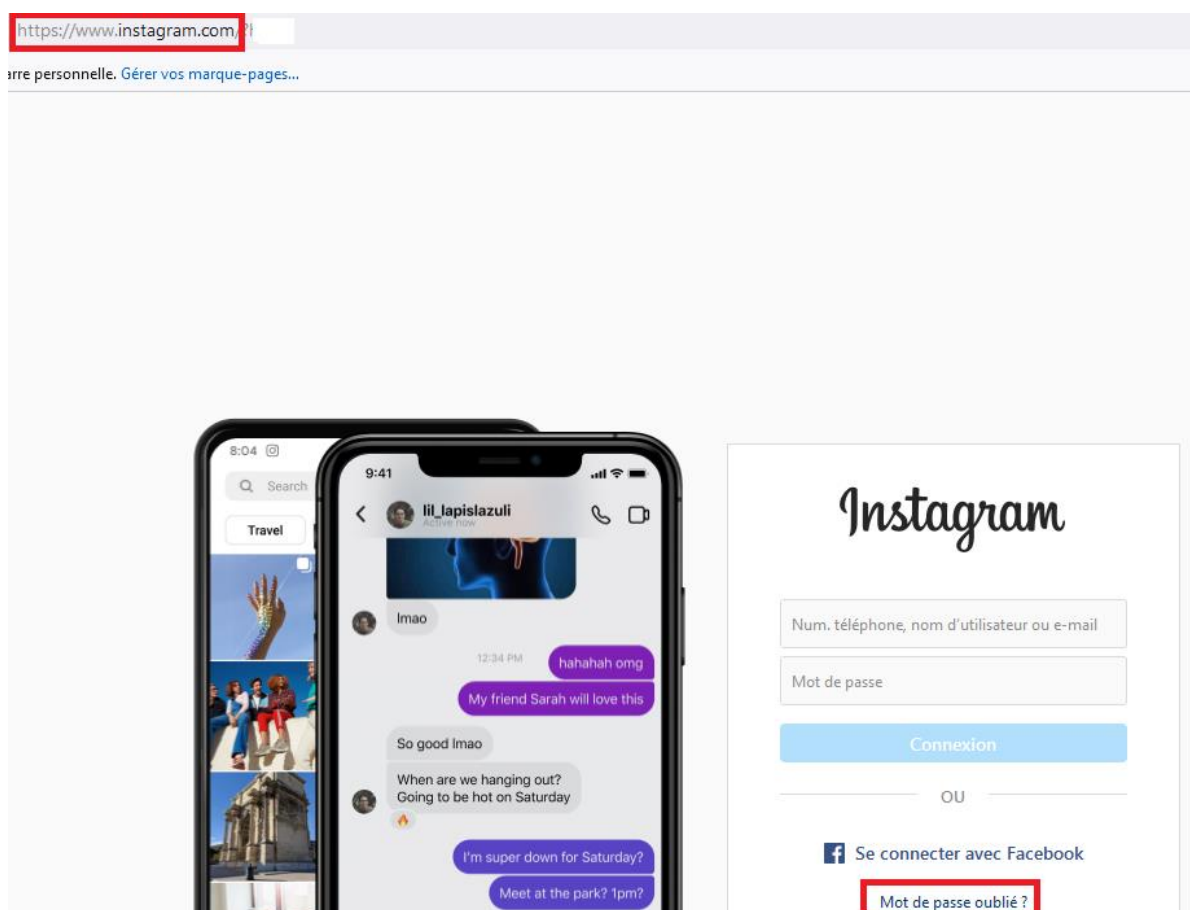 https://www.instagram.com/?
arre personnelle. Gérer vos marque-pages...
8:04
Search
Travel
9:41
lil_lapislazuli
Active now
lmao
12:34 PM
hahahah omg
My friend Sarah will love this
So good lmao
When are we hanging out?
Going to be hot on Saturday
I'm super down for Saturday?
Meet at the park? 1pm?
Instagram
Num. téléphone, nom d'utilisateur ou e-mail
Mot de passe
Connexion
OU
Se connecter avec Facebook
Mot de passe oublié ?